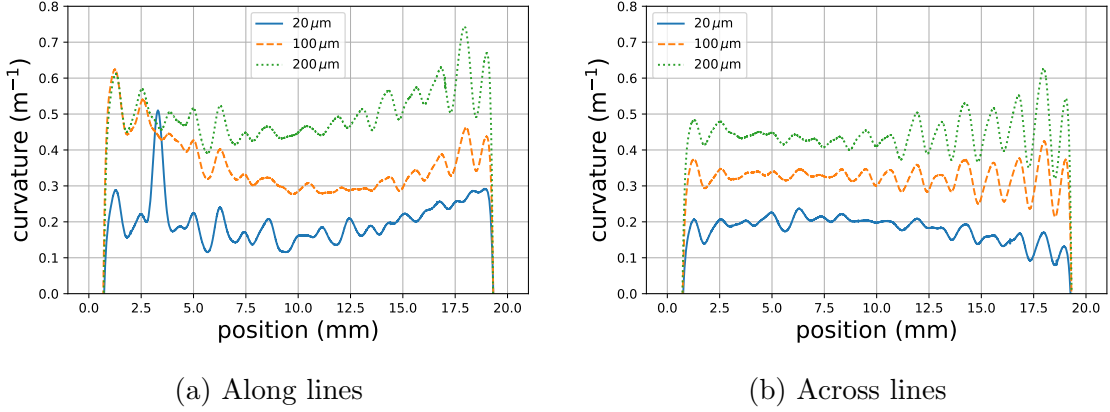 0.8
0.7
0.6
0.5
0.4
0.3
0.2
0.1
0.0
curvature (m⁻¹)
20 μm
100 μm
200 μm
0.0 2.5 5.0 7.5 10.0 12.5 15.0 17.5 20.0
position (mm)
(a) Along lines
0.8
0.7
0.6
0.5
0.4
0.3
0.2
0.1
0.0
curvature (m⁻¹)
20 μm
100 μm
200 μm
0.0 2.5 5.0 7.5 10.0 12.5 15.0 17.5 20.0
position (mm)
(b) Across lines